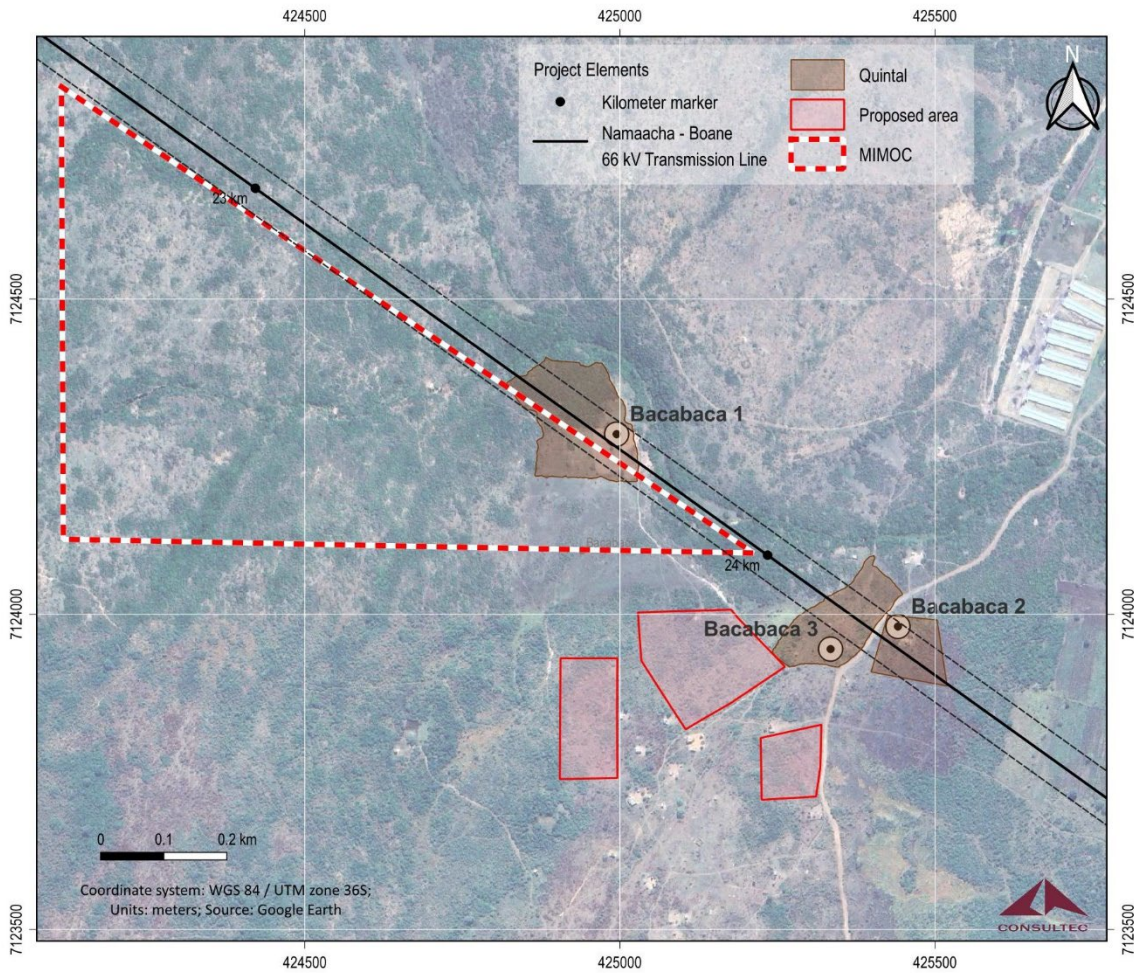 424500
425000
425500
Project Elements
Kilometer marker
Namaacha - Boane
66 kV Transmission Line
Quintal
Proposed area
MIMOC
N
23 km
7124500
7124500
Bacabaca 1
24 km
7124000
7124000
Bacabaca 2
Bacabaca 3
0 0.1 0.2 km
Coordinate system: WGS 84 / UTM zone 36S;
Units: meters; Source: Google Earth
CONSULTEC
7123500
7123500
424500
425000
425500